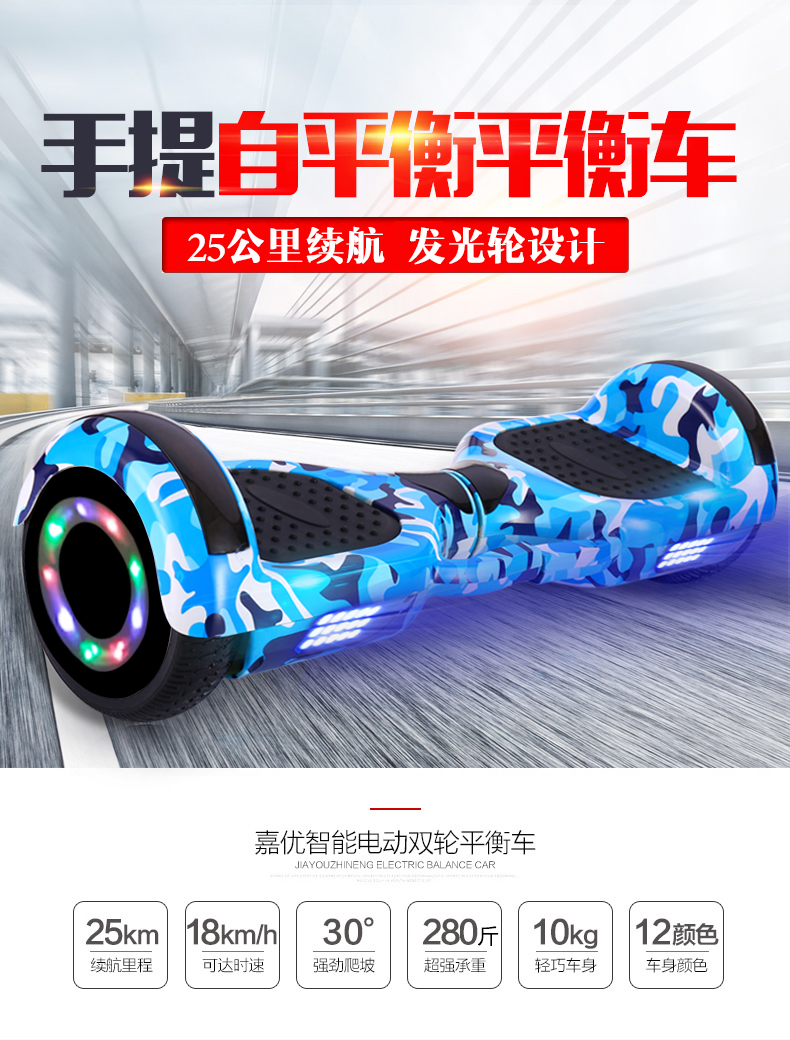 手提自平衡平衡车
25公里续航 发光轮设计
嘉优智能电动双轮平衡车
JIAYOUZHINENG ELECTRIC BALANCE CAR
25km
续航里程
18km/h
可达时速
30°
强劲爬坡
280斤
超强承重
10kg
轻巧车身
12颜色
车身颜色